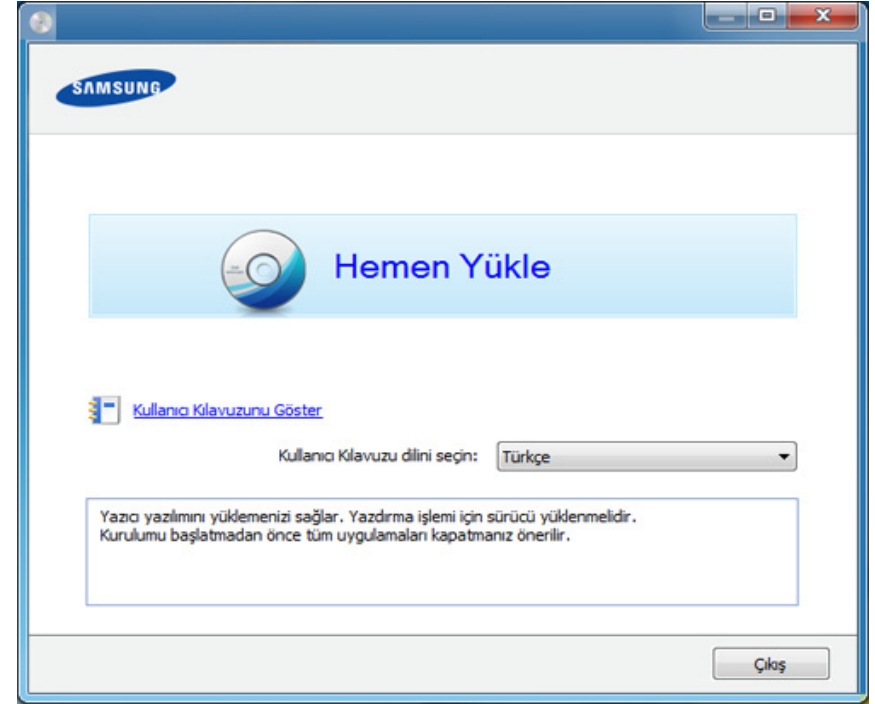 SAMSUNG
Hemen Yükle
Kullanıcı Kılavuzunu Göster
Kullanıcı Kılavuzu dilini seçin: Türkçe
Yazıcı yazılımını yüklemenizi sağlar. Yazdırma işlemi için sürücü yüklenmelidir.
Kurulumu başlatmadan önce tüm uygulamaları kapatmanız önerilir.
Çıkış